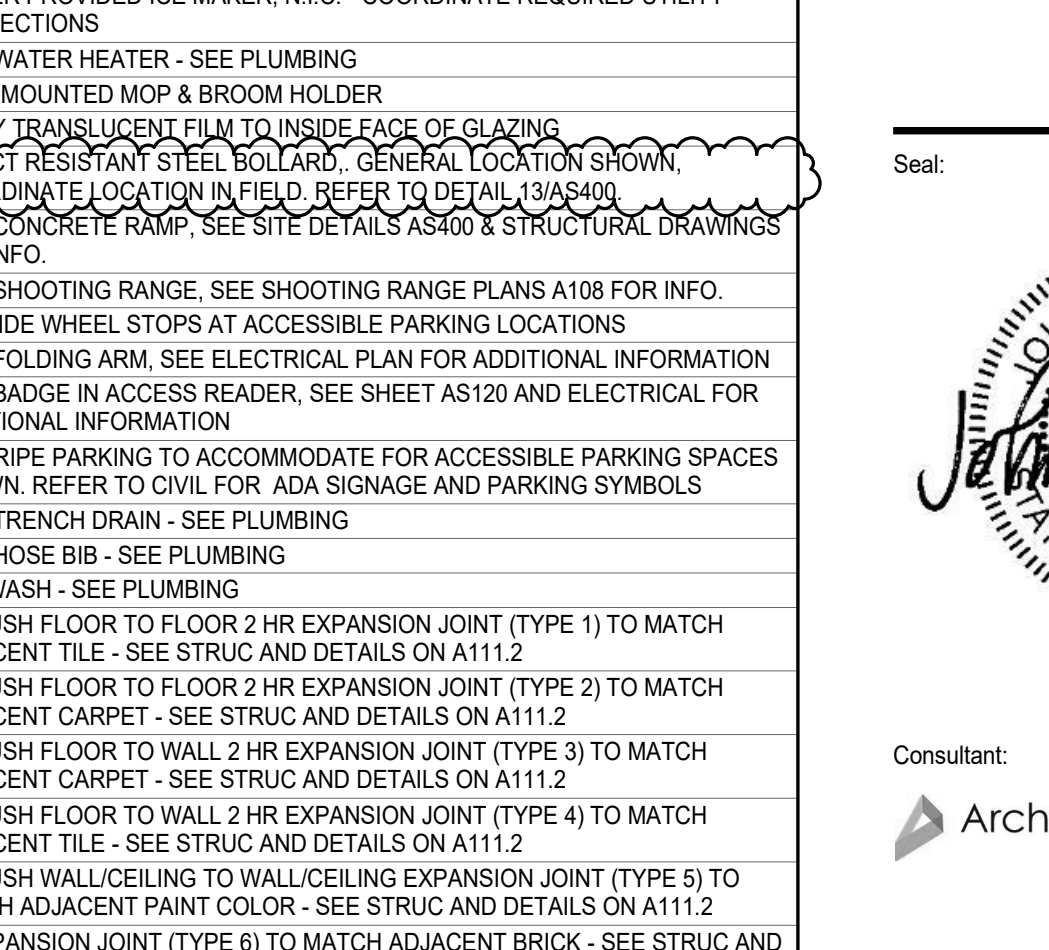 ECTIONS
WATER HEATER - SEE PLUMBING
MOUNTED MOP & BROOM HOLDER
Y TRANSLUCENT FILM TO INSIDE FACE OF GLAZING
CT RESISTANT STEEL BOLLARD,. GENERAL LOCATION SHOWN,
DINATE LOCATION IN FIELD. REFER TO DETAIL 13/AS400.
CONCRETE RAMP, SEE SITE DETAILS AS400 & STRUCTURAL DRAWINGS
NFO.
SHOOTING RANGE, SEE SHOOTING RANGE PLANS A108 FOR INFO.
IDE WHEEL STOPS AT ACCESSIBLE PARKING LOCATIONS
FOLDING ARM, SEE ELECTRICAL PLAN FOR ADDITIONAL INFORMATION
BADGE IN ACCESS READER, SEE SHEET AS120 AND ELECTRICAL FOR
TIONAL INFORMATION
RIPE PARKING TO ACCOMMODATE FOR ACCESSIBLE PARKING SPACES
WN. REFER TO CIVIL FOR ADA SIGNAGE AND PARKING SYMBOLS
TRENCH DRAIN - SEE PLUMBING
HOSE BIB - SEE PLUMBING
WASH - SEE PLUMBING
USH FLOOR TO FLOOR 2 HR EXPANSION JOINT (TYPE 1) TO MATCH
CENT TILE - SEE STRUC AND DETAILS ON A111.2
USH FLOOR TO FLOOR 2 HR EXPANSION JOINT (TYPE 2) TO MATCH
CENT CARPET - SEE STRUC AND DETAILS ON A111.2
USH FLOOR TO WALL 2 HR EXPANSION JOINT (TYPE 3) TO MATCH
CENT CARPET - SEE STRUC AND DETAILS ON A111.2
USH FLOOR TO WALL 2 HR EXPANSION JOINT (TYPE 4) TO MATCH
CENT TILE - SEE STRUC AND DETAILS ON A111.2
USH WALL/CEILING TO WALL/CEILING EXPANSION JOINT (TYPE 5) TO
H ADJACENT PAINT COLOR - SEE STRUC AND DETAILS ON A111.2
PANSION JOINT (TYPE 6) TO MATCH ADJACENT BRICK - SEE STRUC AND
Seal:
Consultant:
Arch